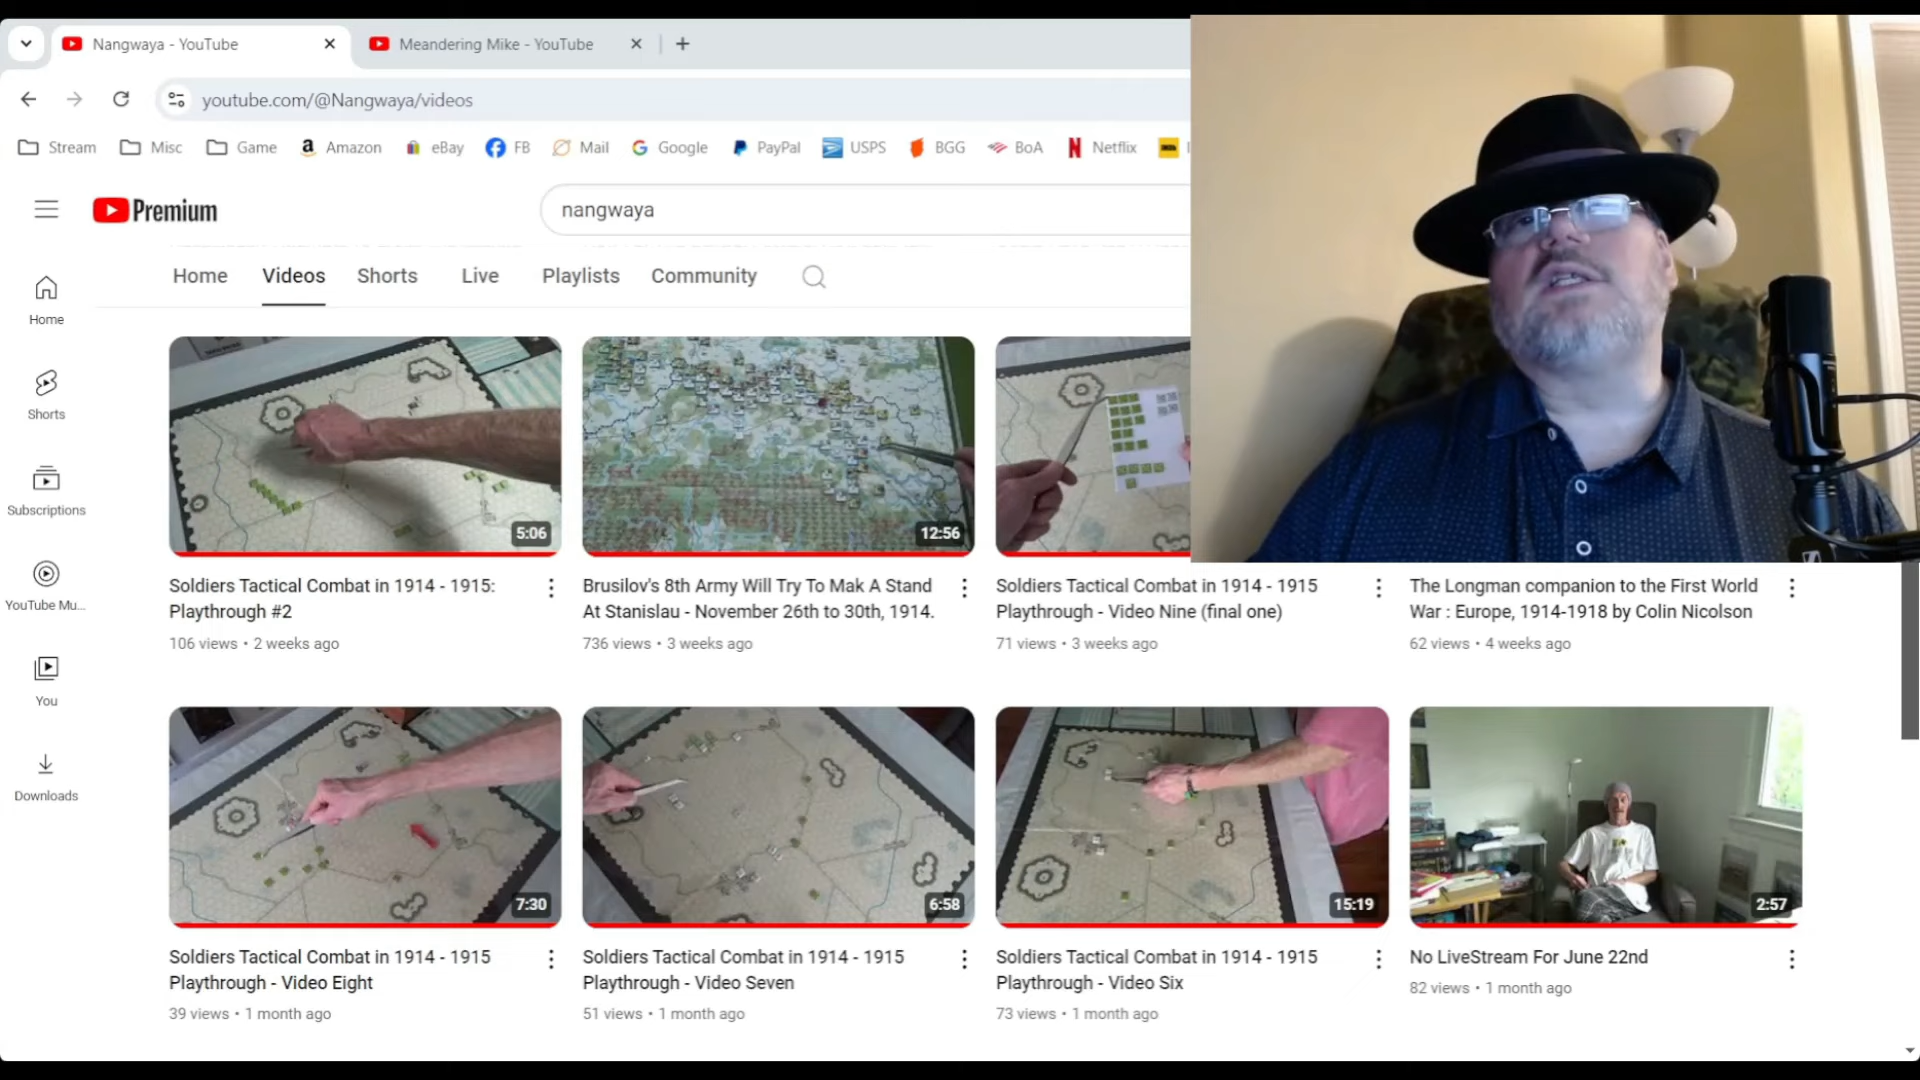 Nangwaya - YouTube
Meandering Mike - YouTube
youtube.com/@Nangwaya/videos
Stream
Misc
Game
Amazon
eBay
FB
Mail
Google
PayPal
USPS
BGG
BoA
Netflix
Premium
nangwaya
Home
Videos
Shorts
Live
Playlists
Community
Home
Shorts
Subscriptions
YouTube Mu...
You
Downloads
5:06
12:56
Soldiers Tactical Combat in 1914 - 1915:
Playthrough #2
106 views • 2 weeks ago
Brusilov's 8th Army Will Try To Mak A Stand
At Stanislau - November 26th to 30th, 1914.
736 views • 3 weeks ago
Soldiers Tactical Combat in 1914 - 1915
Playthrough - Video Nine (final one)
71 views • 3 weeks ago
The Longman companion to the First World
War : Europe, 1914-1918 by Colin Nicolson
62 views • 4 weeks ago
7:30
6:58
15:19
2:57
Soldiers Tactical Combat in 1914 - 1915
Playthrough - Video Eight
39 views • 1 month ago
Soldiers Tactical Combat in 1914 - 1915
Playthrough - Video Seven
51 views • 1 month ago
Soldiers Tactical Combat in 1914 - 1915
Playthrough - Video Six
73 views • 1 month ago
No LiveStream For June 22nd
82 views • 1 month ago